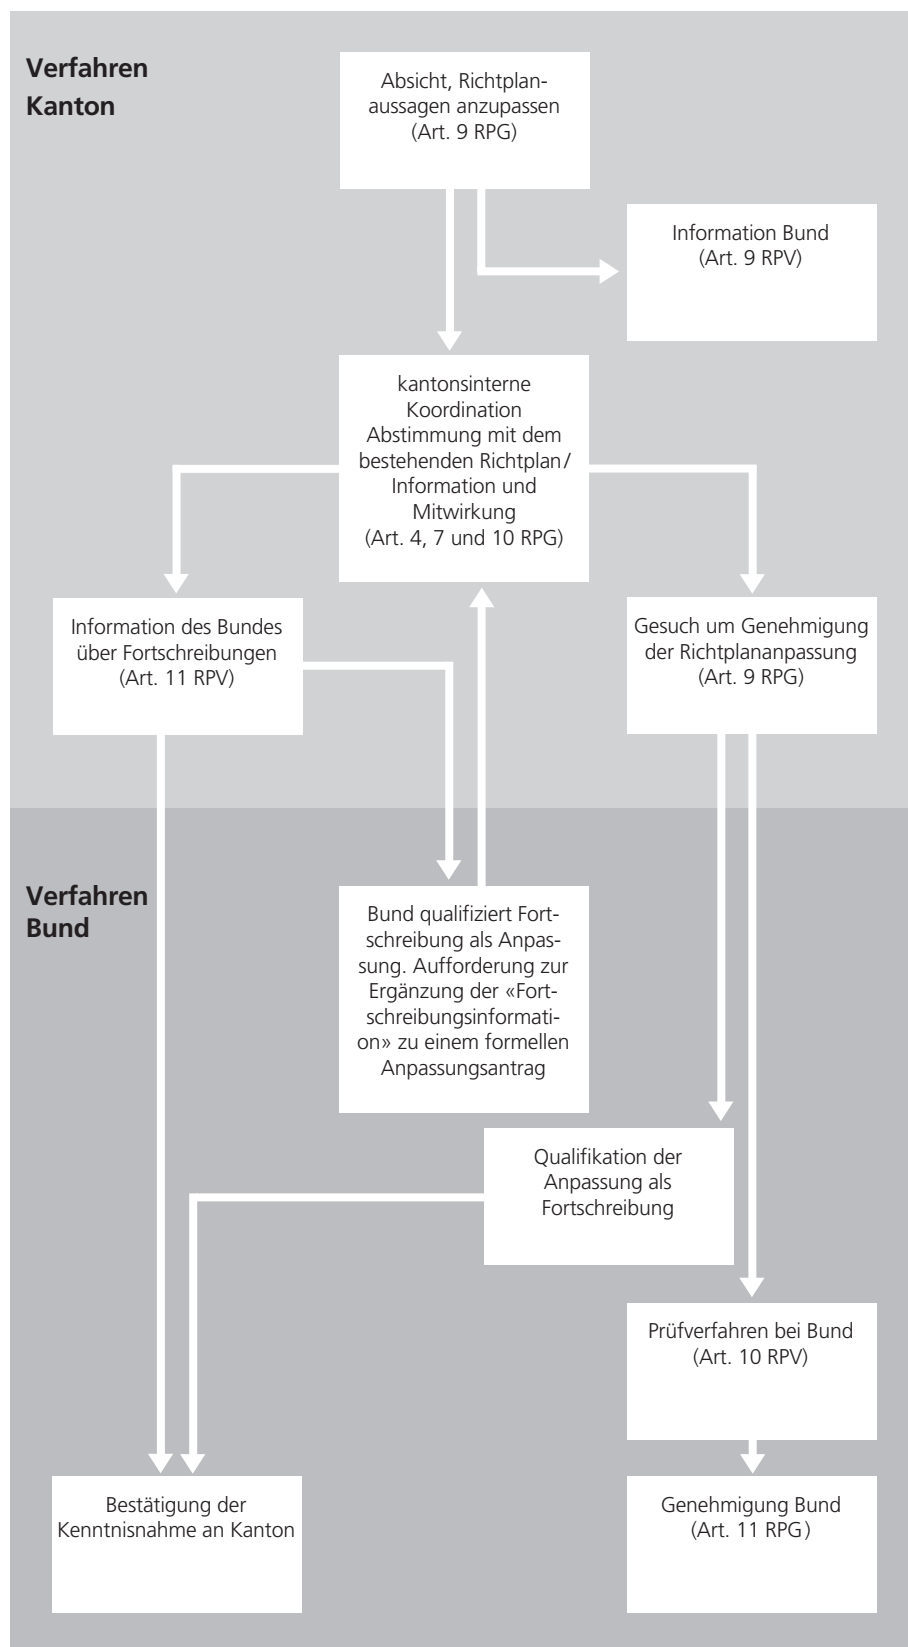 Verfahren
Kanton
Absicht, Richtplan-
aussagen anzupassen
(Art. 9 RPG)
Information Bund
(Art. 9 RPV)
kantonsinterne
Koordination
Abstimmung mit dem
bestehenden Richtplan/
Information und
Mitwirkung
(Art. 4, 7 und 10 RPG)
Information des Bundes
über Fortschreibungen
(Art. 11 RPV)
Gesuch um Genehmigung
der Richtplananpassung
(Art. 9 RPG)
Verfahren
Bund
Bund qualifiziert Fort-
schreibung als Anpas-
sung. Aufforderung zur
Ergänzung der «Fort-
schreibungsinformati-
on» zu einem formellen
Anpassungsantrag
Qualifikation der
Anpassung als
Fortschreibung
Prüfverfahren bei Bund
(Art. 10 RPV)
Bestätigung der
Kenntnisnahme an Kanton
Genehmigung Bund
(Art. 11 RPG)